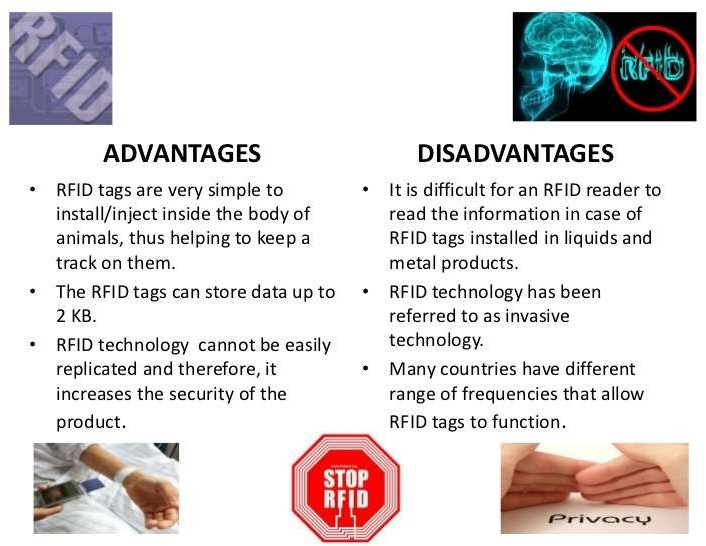 RFID
RFID
ADVANTAGES
• RFID tags are very simple to
install/inject inside the body of
animals, thus helping to keep a
track on them.
• The RFID tags can store data up to
2 KB.
• RFID technology cannot be easily
replicated and therefore, it
increases the security of the
product.
DISADVANTAGES
• It is difficult for an RFID reader to
read the information in case of
RFID tags installed in liquids and
metal products.
• RFID technology has been
referred to as invasive
technology.
• Many countries have different
range of frequencies that allow
RFID tags to function.
STOP
RFID
Privacy